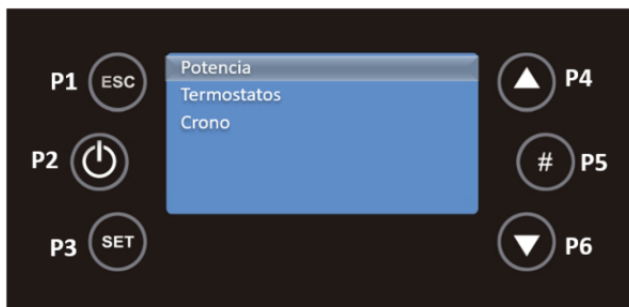 P1 ESC
Potencia
Termostatos
Crono
P2
P3 SET
P4
# P5
P6